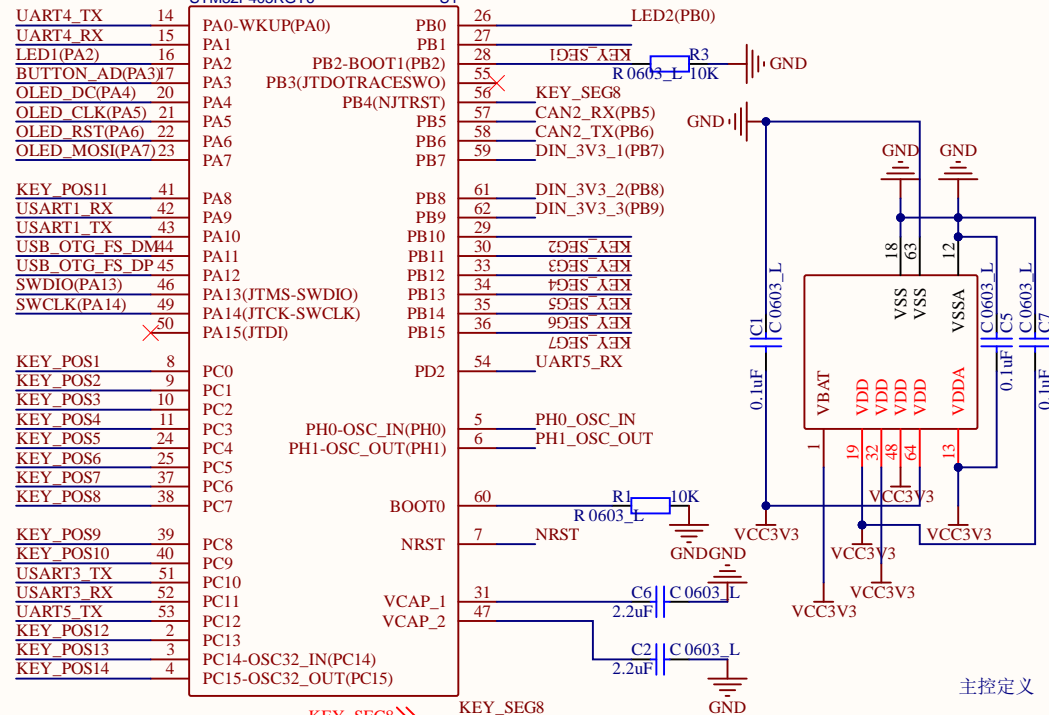 UART4_TX 14 PA0-WKUP(PA0) PB0 26 LED2(PB0)
UART4_RX 15 PA1 PB1 27
LED1(PA2) 16 PA2 PB2-BOOT1(PB2) 28 KEY_SEG1 R3 GND
R 0603_L 10K
BUTTON_AD(PA3) 17 PA3 PB3(JTDOTRACESWO) 55
OLED_DC(PA4) 20 PA4 PB4(NJTRST) 56 KEY_SEG8
OLED_CLK(PA5) 21 PA5 PB5 57 CAN2_RX(PB5) GND
OLED_RST(PA6) 22 PA6 PB6 58 CAN2_TX(PB6)
OLED_MOSI(PA7) 23 PA7 PB7 59 DIN_3V3_1(PB7) GND GND
KEY_POS11 41 PA8 PB8 61 DIN_3V3_2(PB8)
USART1_RX 42 PA9 PB9 62 DIN_3V3_3(PB9)
USART1_TX 43 PA10 PB10 29 KEY_SEG2
USB_OTG_FS_DM 44 PA11 PB11 30 KEY_SEG3
USB_OTG_FS_DP 45 PA12 PB12 33 KEY_SEG4
SWDIO(PA13) 46 PA13(JTMS-SWDIO) PB13 34 KEY_SEG5
SWCLK(PA14) 49 PA14(JTCK-SWCLK) PB14 35 KEY_SEG6
50 PA15(JTDI) PB15 36 KEY_SEG7
18 63 12
VSS VSS VSSA
C1 C 0603_L 0.1uF
C5 C 0603_L 0.1uF
C7 C 0603_L 0.1uF
VBAT VDD VDD VDD VDD VDDA
1 19 32 48 64 13
KEY_POS1 8 PC0 PD2 54 UART5_RX
KEY_POS2 9 PC1
KEY_POS3 10 PC2
KEY_POS4 11 PC3 PH0-OSC_IN(PH0) 5 PH0_OSC_IN
KEY_POS5 24 PC4 PH1-OSC_OUT(PH1) 6 PH1_OSC_OUT
KEY_POS6 25 PC5
KEY_POS7 37 PC6
KEY_POS8 38 PC7 BOOT0 60 R1 10K VCC3V3
R 0603_L
KEY_POS9 39 PC8 NRST 7 NRST VCC3V3 VCC3V3
KEY_POS10 40 PC9 GND GND VCC3V3
USART3_TX 51 PC10
USART3_RX 52 PC11 VCAP_1 31 C6 C 0603_L VCC3V3 VCC3V3
2.2uF
UART5_TX 53 PC12 VCAP_2 47
KEY_POS12 2 PC13
KEY_POS13 3 PC14-OSC32_IN(PC14) C2 C 0603_L
2.2uF
KEY_POS14 4 PC15-OSC32_OUT(PC15)
主控定义
KEY_SEG8 KEY_SEG8 GND